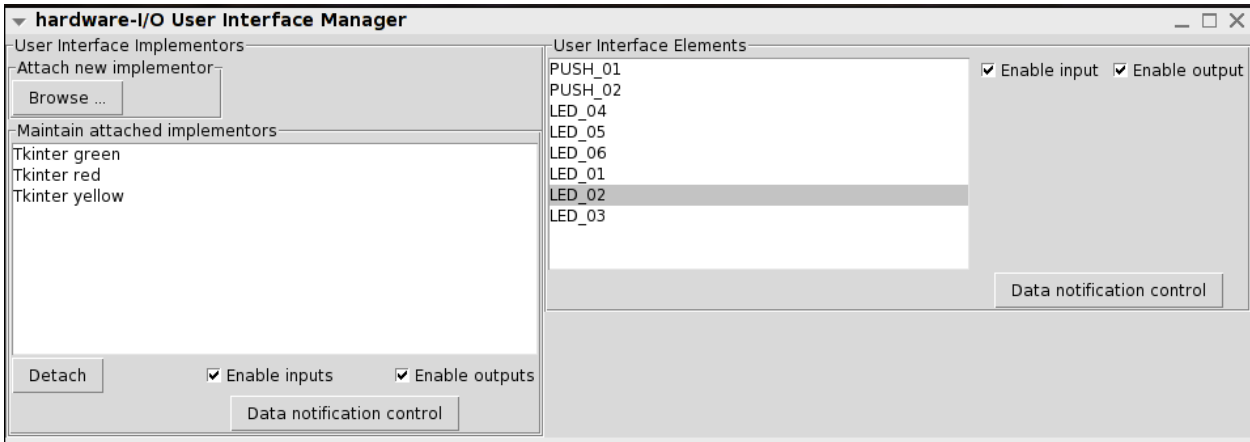 hardware-I/O User Interface Manager
User Interface Implementors
Attach new implementor
Browse ...
Maintain attached implementors
Tkinter green
Tkinter red
Tkinter yellow
Detach
Enable inputs
Enable outputs
Data notification control
User Interface Elements
PUSH_01
PUSH_02
LED_04
LED_05
LED_06
LED_01
LED_02
LED_03
Enable input
Enable output
Data notification control